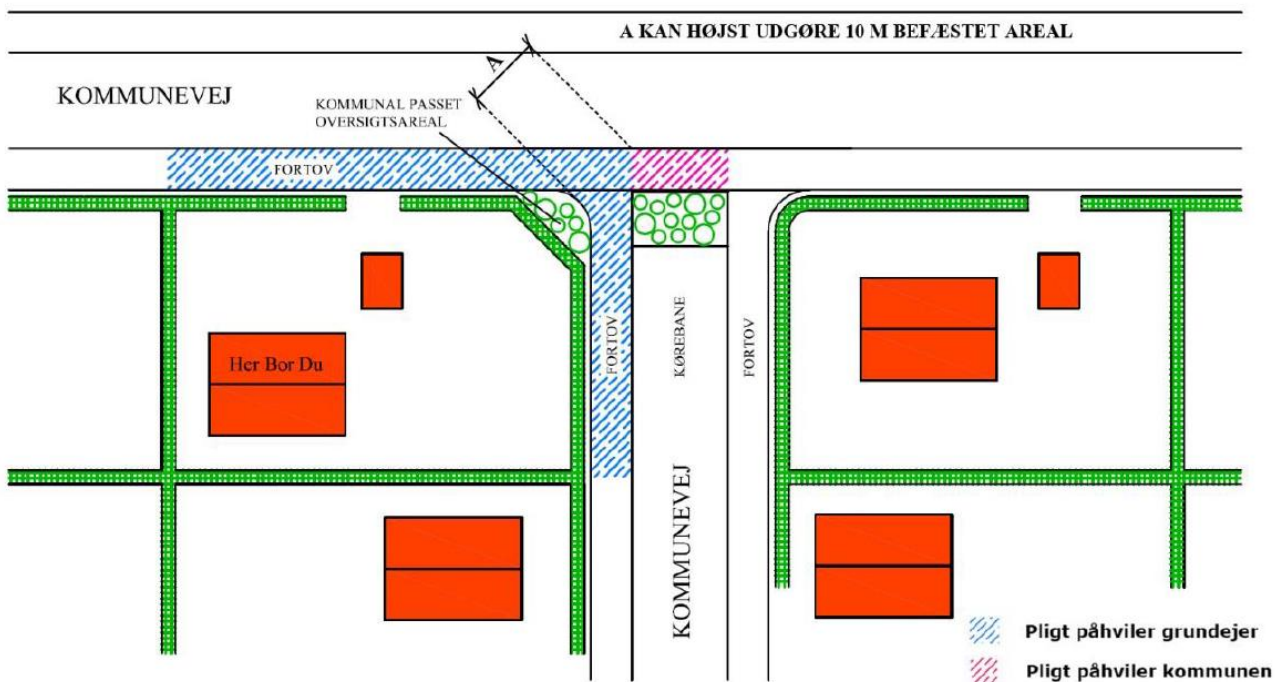 A KAN HØJST UDGØRE 10 M BEFÆSTET AREAL
A
KOMMUNEVEJ
KOMMUNAL PASSET
OVERSIGTSAREAL
FORTOV
Her Bor Du
FORTOV
KØREBANE
FORTOV
KOMMUNEVEJ
Pligt påhviler grundejer
Pligt påhviler kommunen